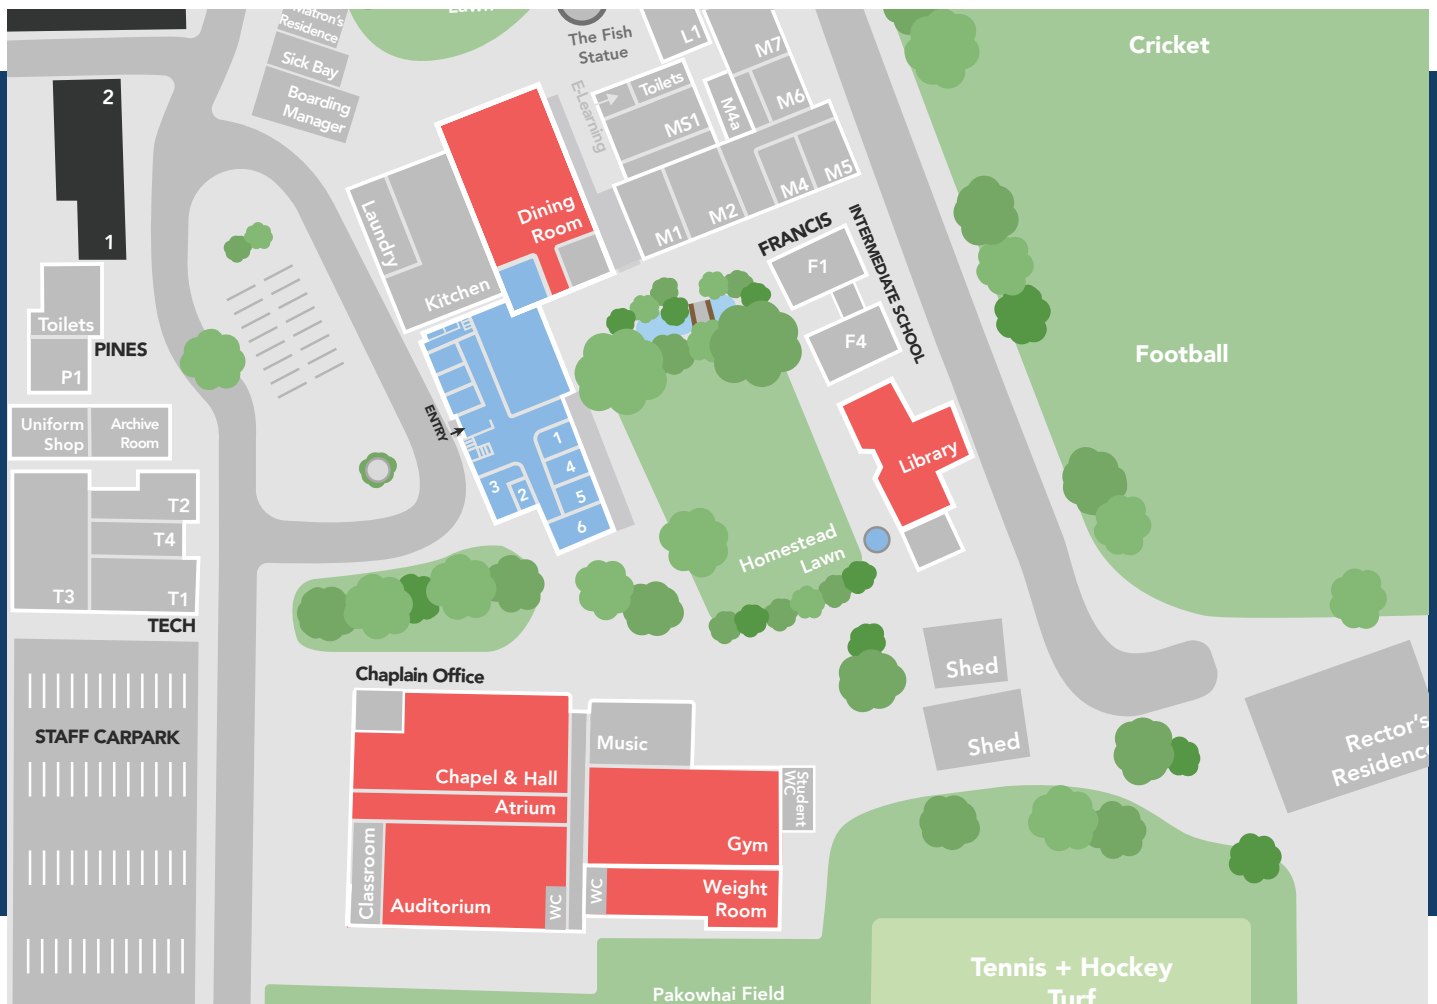 Matron's
Residence
Lawn
The Fish
Statue
L1
M7
Cricket
Sick Bay
Boarding
Manager
2
E-Learning
Toilets
MS1
M4a
M6
Laundry
Dining
Room
M1
M2
M4
M5
1
Kitchen
FRANCIS
INTERMEDIATE SCHOOL
F1
F4
Toilets
PINES
P1
Football
Uniform
Shop
Archive
Room
ENTRY
1
4
5
6
3
2
Library
T2
T4
T3
T1
TECH
Homestead
Lawn
Chaplain Office
Shed
Shed
Rector's
Residence
STAFF CARPARK
Music
Chapel & Hall
Atrium
Student
WC
Classroom
Auditorium
WC
WC
Gym
Weight
Room
Tennis + Hockey
Turf
Pakowhai Field